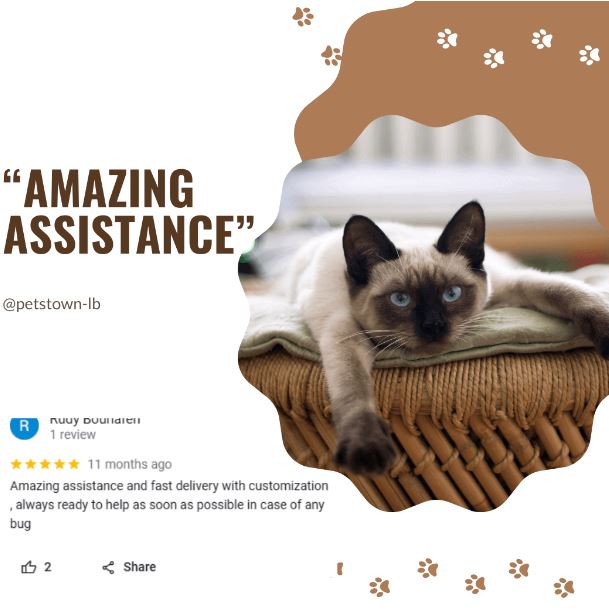 “AMAZING
ASSISTANCE”
@petstown-lb
R
Rudy
1 review
11 months ago
Amazing assistance and fast delivery with customization
, always ready to help as soon as possible in case of any
bug
2
Share